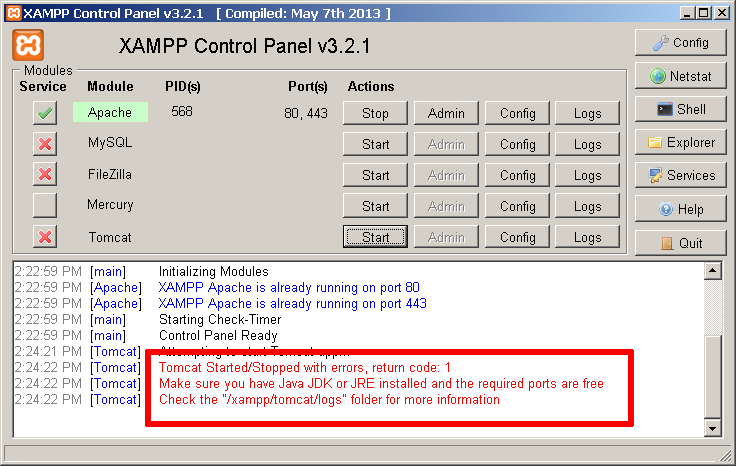 XAMPP Control Panel v3.2.1 [ Compiled: May 7th 2013 ]
XAMPP Control Panel v3.2.1
Config
Modules
Service Module PID(s) Port(s) Actions
Netstat
Apache 568 80, 443 Stop Admin Config Logs
Shell
MySQL Start Admin Config Logs
Explorer
FileZilla Start Admin Config Logs
Services
Mercury Start Admin Config Logs
Help
Tomcat Start Admin Config Logs
Quit
2:22:59 PM [main] Initializing Modules
2:22:59 PM [Apache] XAMPP Apache is already running on port 80
2:22:59 PM [Apache] XAMPP Apache is already running on port 443
2:22:59 PM [main] Starting Check-Timer
2:22:59 PM [main] Control Panel Ready
2:24:21 PM [Tomcat] Attempting to start Tomcat app...
2:24:22 PM [Tomcat] Tomcat Started/Stopped with errors, return code: 1
2:24:22 PM [Tomcat] Make sure you have Java JDK or JRE installed and the required ports are free
2:24:22 PM [Tomcat] Check the "/xampp/tomcat/logs" folder for more information